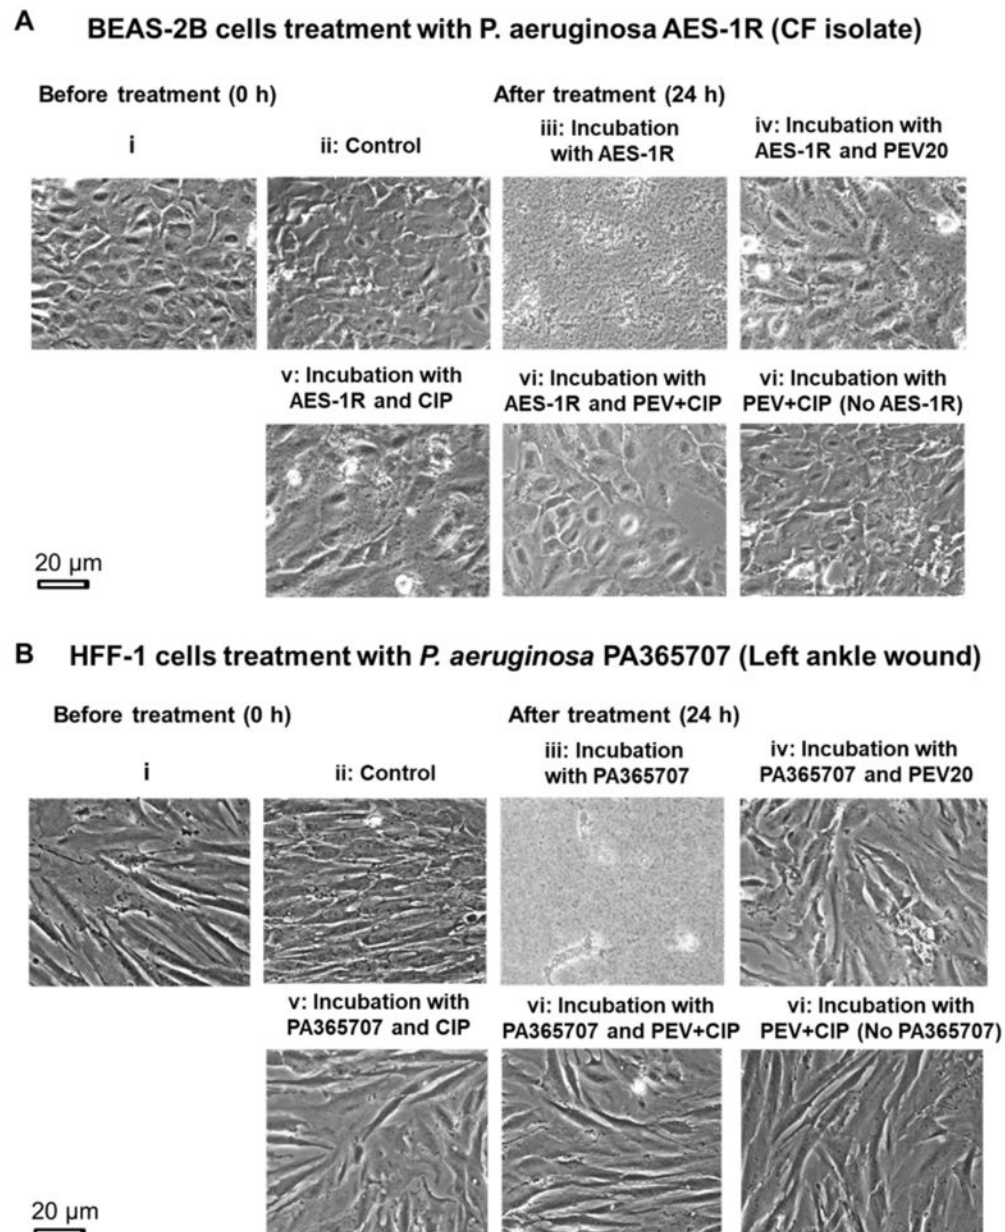 A
BEAS-2B cells treatment with P. aeruginosa AES-1R (CF isolate)
Before treatment (0 h)
After treatment (24 h)
i
ii: Control
iii: Incubation
with AES-1R
iv: Incubation with
AES-1R and PEV20
v: Incubation with
AES-1R and CIP
vi: Incubation with
AES-1R and PEV+CIP
vi: Incubation with
PEV+CIP (No AES-1R)
20 µm
B
HFF-1 cells treatment with P. aeruginosa PA365707 (Left ankle wound)
Before treatment (0 h)
After treatment (24 h)
i
ii: Control
iii: Incubation
with PA365707
iv: Incubation with
PA365707 and PEV20
v: Incubation with
PA365707 and CIP
vi: Incubation with
PA365707 and PEV+CIP
vi: Incubation with
PEV+CIP (No PA365707)
20 µm